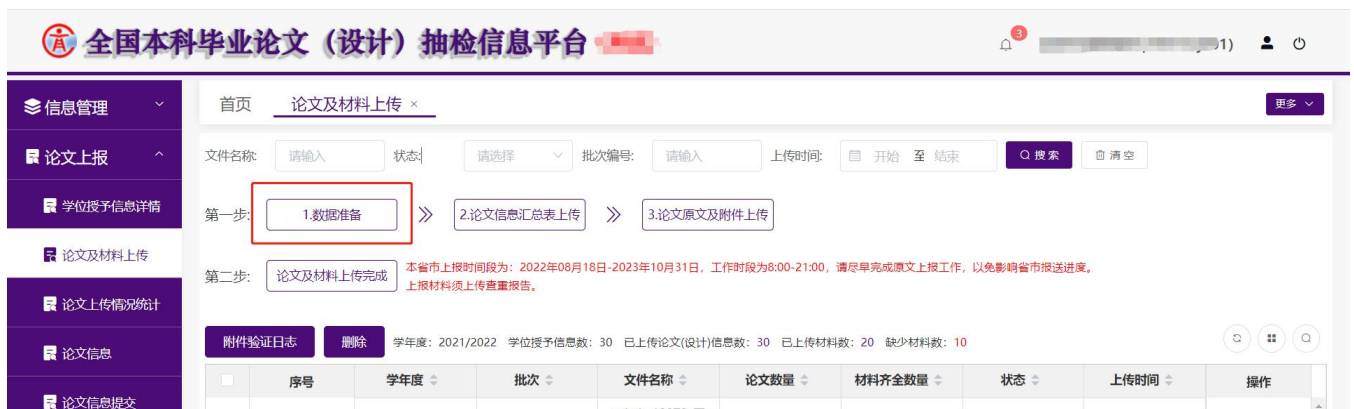 全国本科毕业论文（设计）抽检信息平台
3
1)
信息管理
首页 论文及材料上传 ×
更多
论文上报
文件名称: 请输入 状态: 请选择 批次编号: 请输入 上传时间: 开始 至 结束 搜索 清空
学位授予信息详情
第一步: 1.数据准备 2.论文信息汇总表上传 3.论文原文及附件上传
论文及材料上传
第二步: 论文及材料上传完成 本省市上报时间段为：2022年08月18日-2023年10月31日，工作时段为8:00-21:00，请尽早完成原文上报工作，以免影响省市报送进度。
上报材料须上传查重报告。
论文上传情况统计
附件验证日志 删除 学年度：2021/2022 学位授予信息数：30 已上传论文(设计)信息数：30 已上传材料数：20 缺少材料数：10
论文信息
序号 学年度 批次 文件名称 论文数量 材料齐全数量 状态 上传时间 操作
论文信息提交